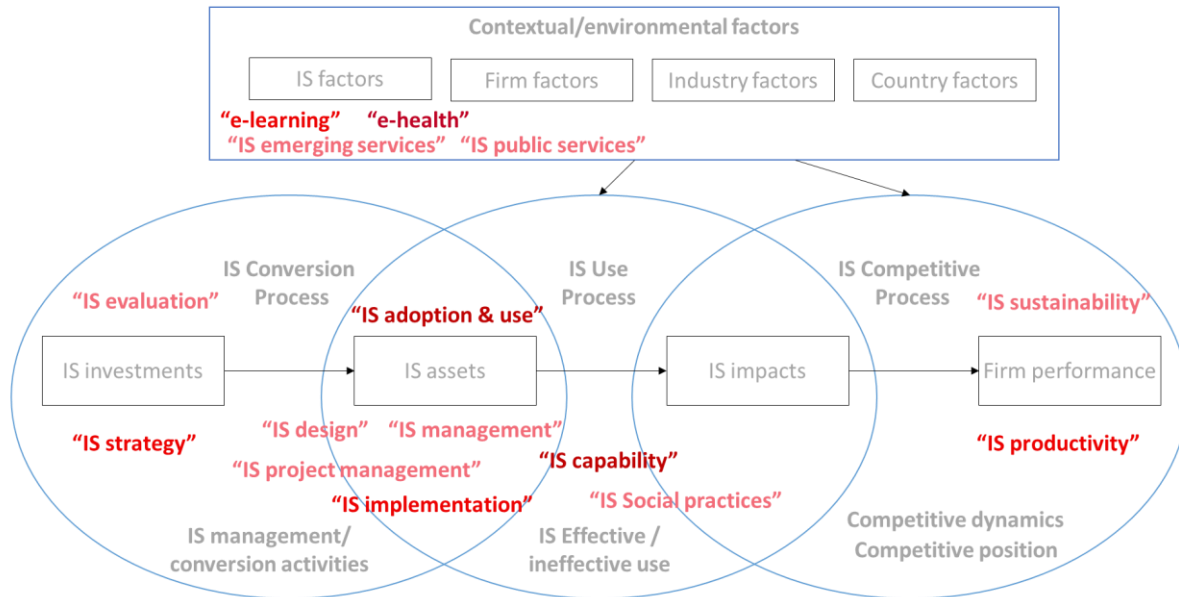 Contextual/environmental factors
IS factors
Firm factors
Industry factors
Country factors
“e-learning”
“e-health”
“IS emerging services”
“IS public services”
IS Conversion
Process
IS Use
Process
IS Competitive
Process
“IS evaluation”
“IS sustainability”
“IS adoption & use”
IS investments
IS assets
IS impacts
Firm performance
“IS strategy”
“IS design”
“IS management”
“IS productivity”
“IS project management”
“IS capability”
“IS implementation”
“IS Social practices”
IS management/
conversion activities
IS Effective /
ineffective use
Competitive dynamics
Competitive position